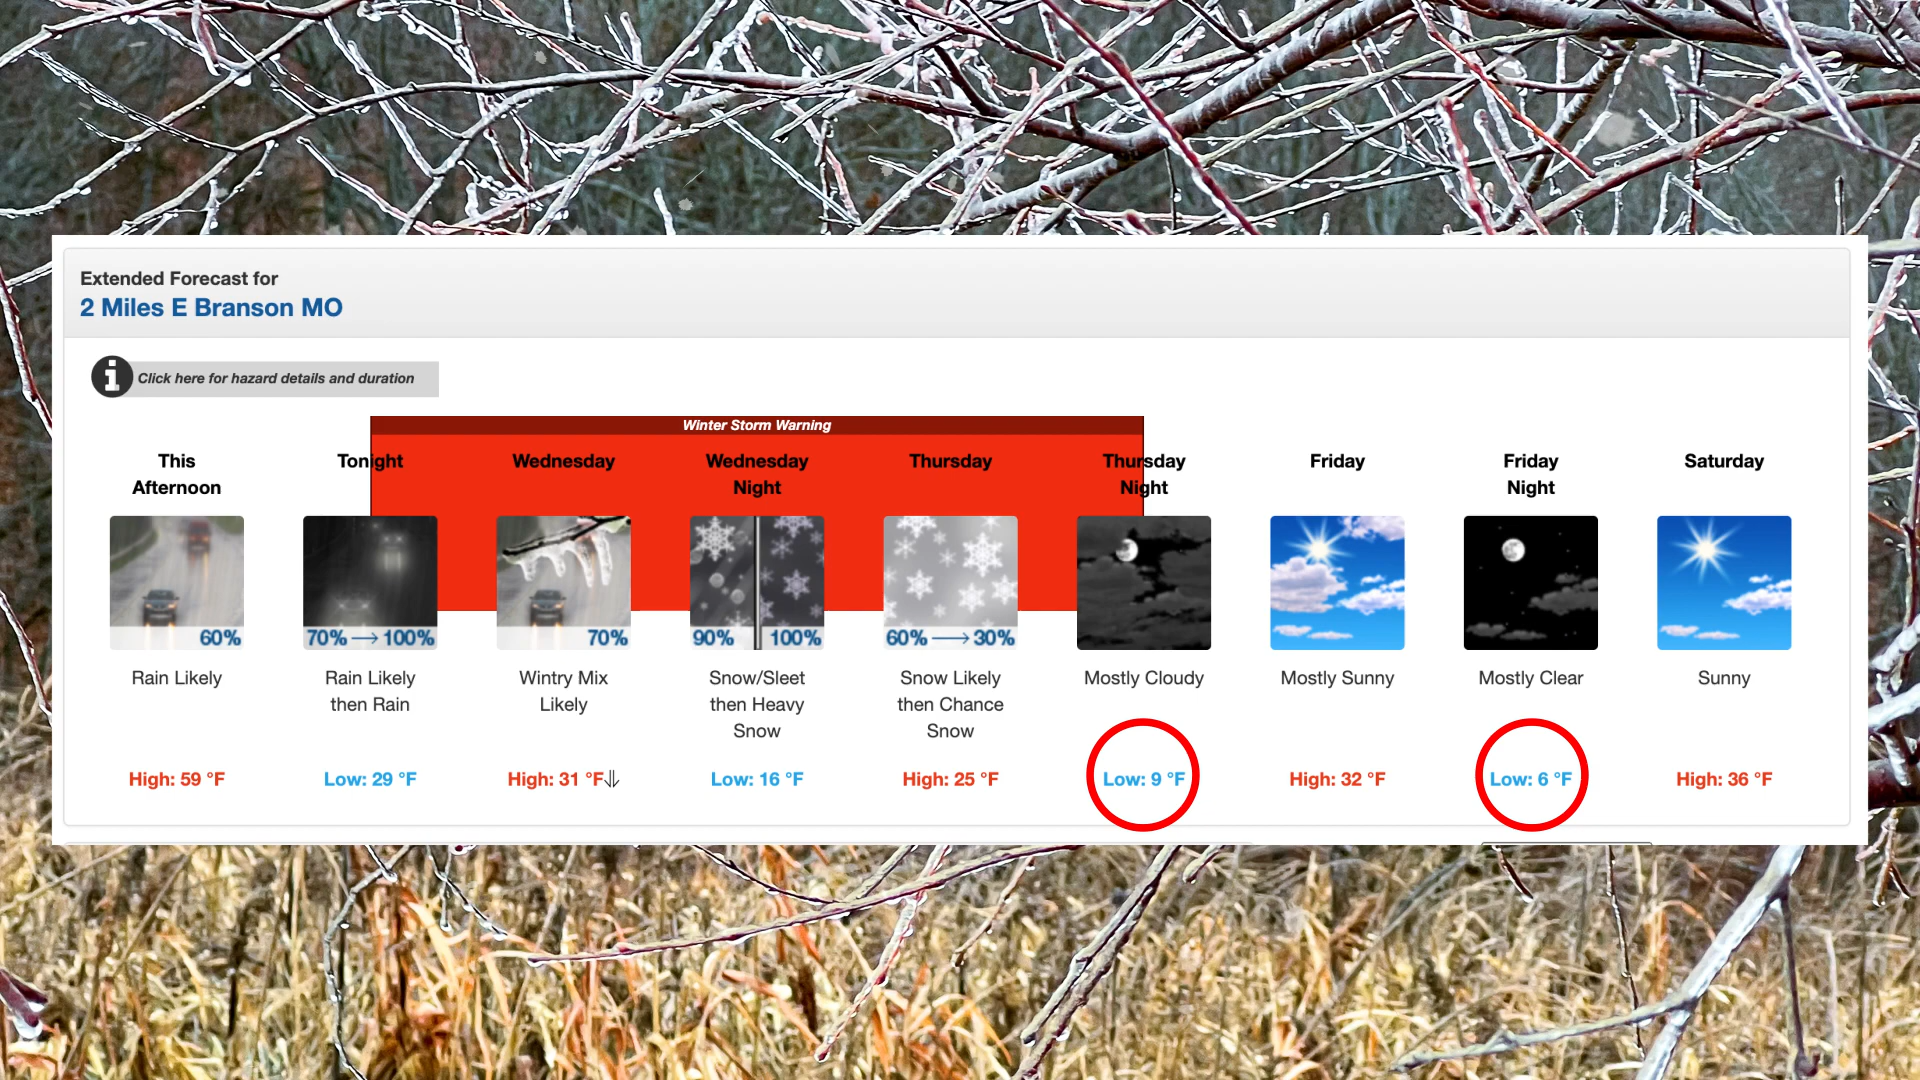 Extended Forecast for
2 Miles E Branson MO
Click here for hazard details and duration
Winter Storm Warning
This
Afternoon
60%
Rain Likely
High: 59 °F
Tonight
70% → 100%
Rain Likely
then Rain
Low: 29 °F
Wednesday
70%
Wintry Mix
Likely
High: 31 °F⇓
Wednesday
Night
90% 100%
Snow/Sleet
then Heavy
Snow
Low: 16 °F
Thursday
60% → 30%
Snow Likely
then Chance
Snow
High: 25 °F
Thursday
Night
Mostly Cloudy
Low: 9 °F
Friday
Mostly Sunny
High: 32 °F
Friday
Night
Mostly Clear
Low: 6 °F
Saturday
Sunny
High: 36 °F